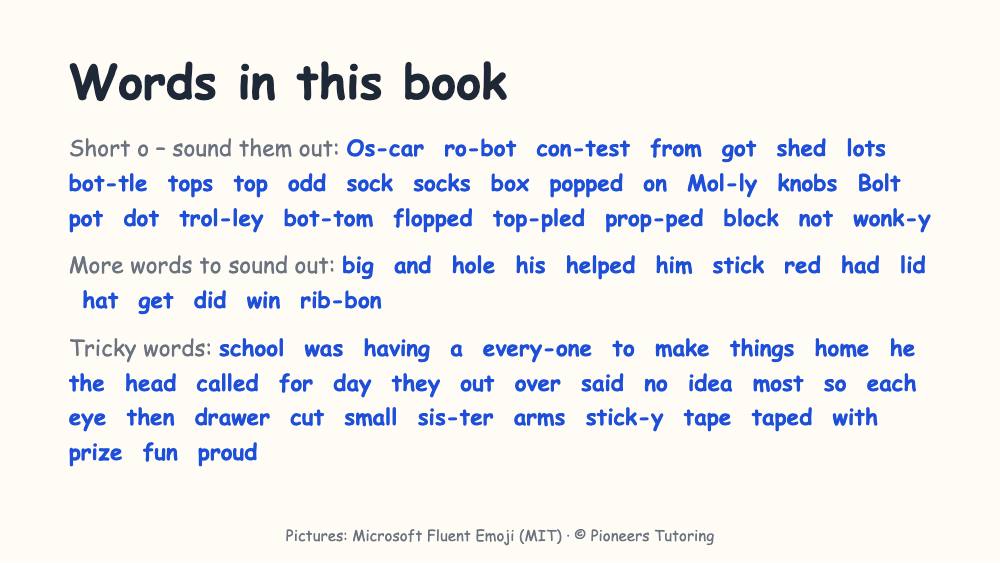 Words in this book
Short o – sound them out: Os-car ro-bot con-test from got shed lots
bot-tle tops top odd sock socks box popped on Mol-ly knobs Bolt
pot dot trol-ley bot-tom flopped top-pled prop-ped block not wonk-y
More words to sound out: big and hole his helped him stick red had lid
hat get did win rib-bon
Tricky words: school was having a every-one to make things home he
the head called for day they out over said no idea most so each
eye then drawer cut small sis-ter arms stick-y tape taped with
prize fun proud
Pictures: Microsoft Fluent Emoji (MIT) · © Pioneers Tutoring